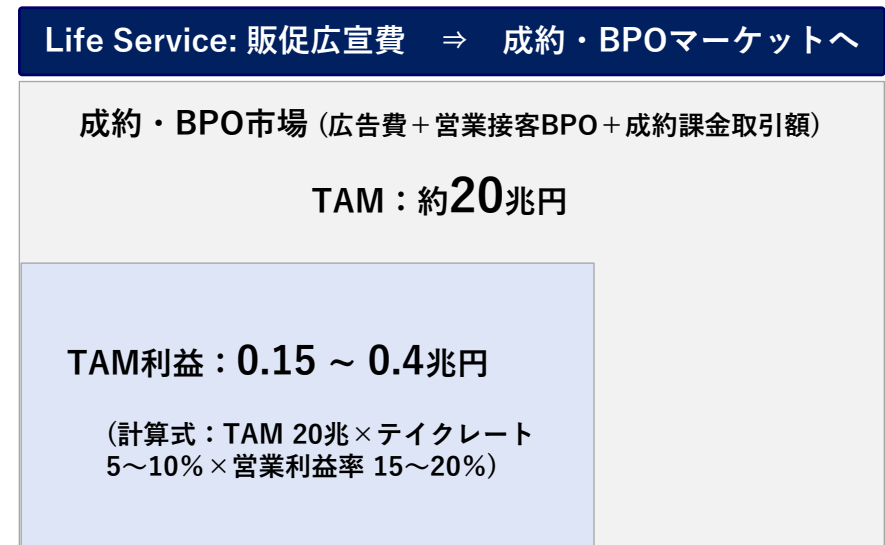 Life Service: 販促広宣費　⇒　成約・BPOマーケットへ
成約・BPO市場 (広告費＋営業接客BPO＋成約課金取引額)
TAM：約20兆円
TAM利益：0.15 ~ 0.4兆円
(計算式：TAM 20兆×テイクレート
5～10%×営業利益率 15～20%)